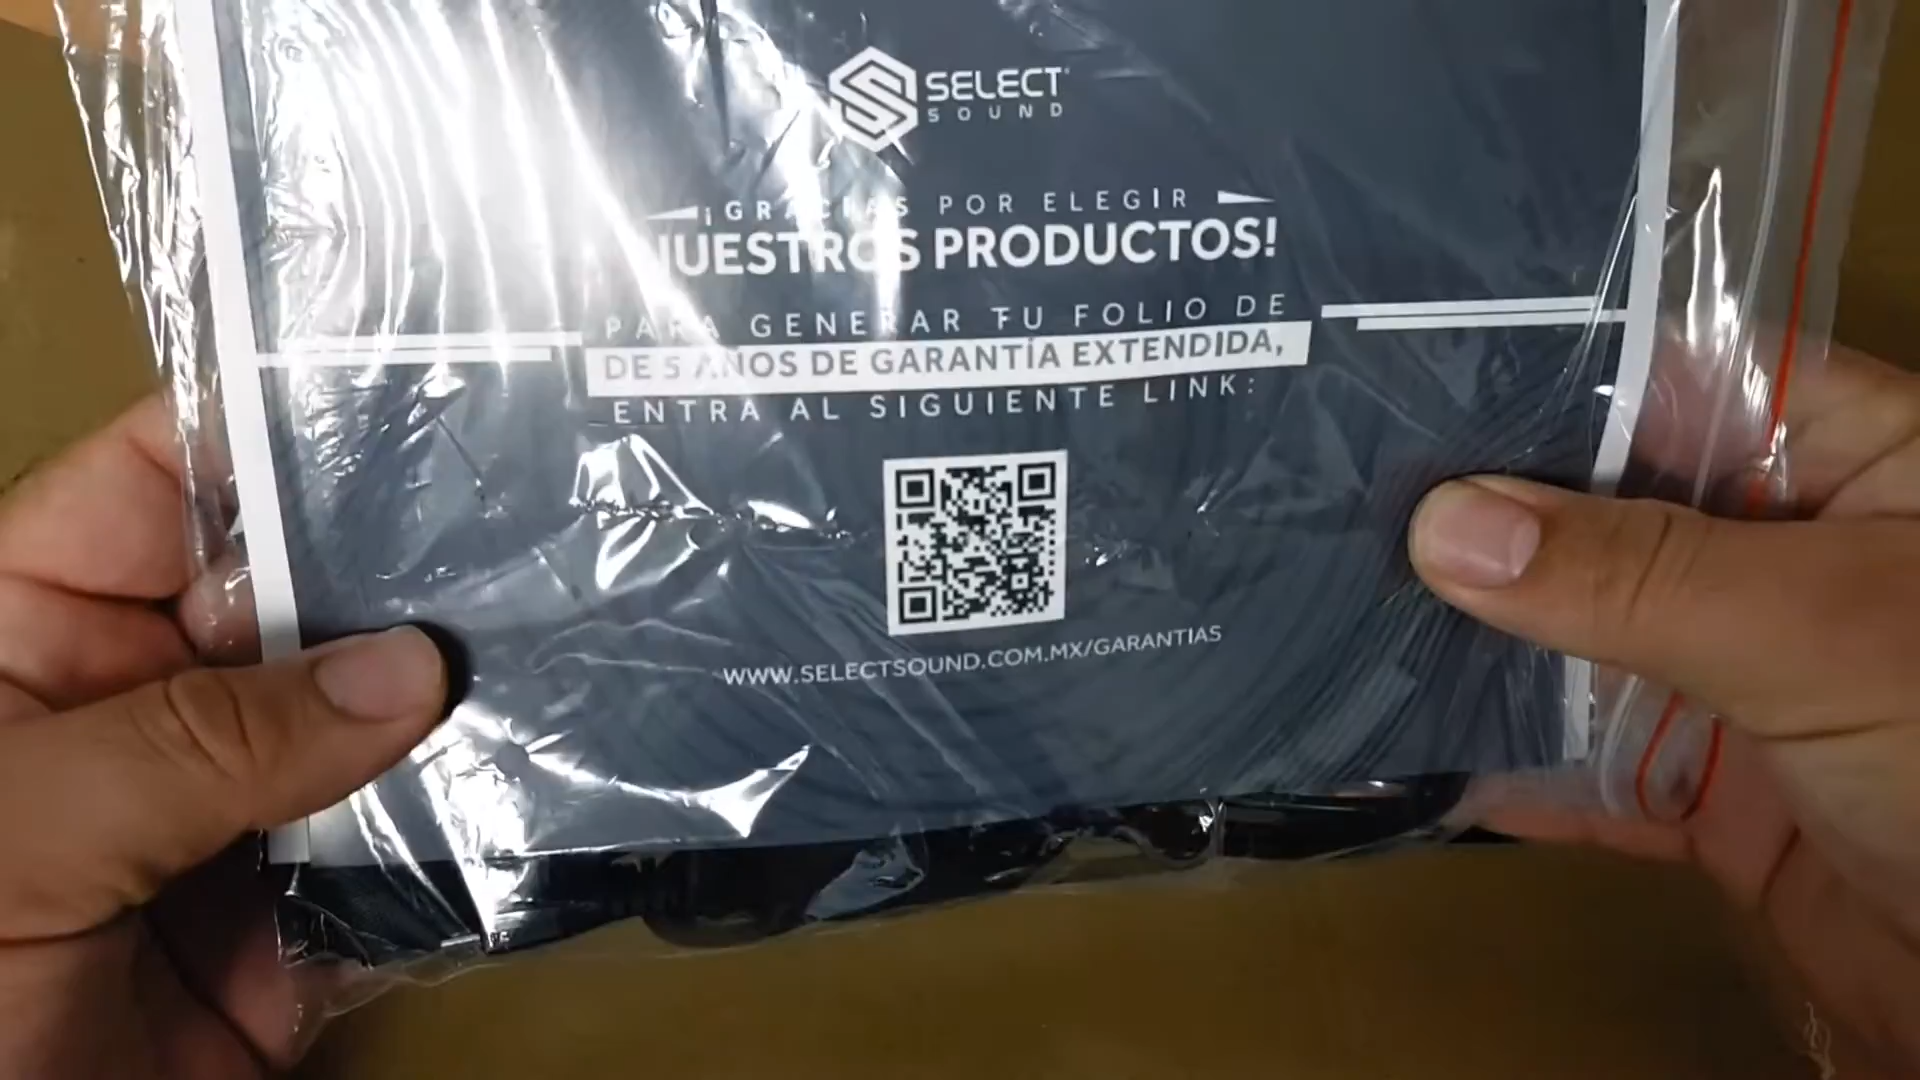 SELECT
SOUND
¡GRACIAS POR ELEGIR
NUESTROS PRODUCTOS!
PARA GENERAR TU FOLIO DE
DE 5 AÑOS DE GARANTÍA EXTENDIDA,
ENTRA AL SIGUIENTE LINK:
WWW.SELECTSOUND.COM.MX/GARANTIAS